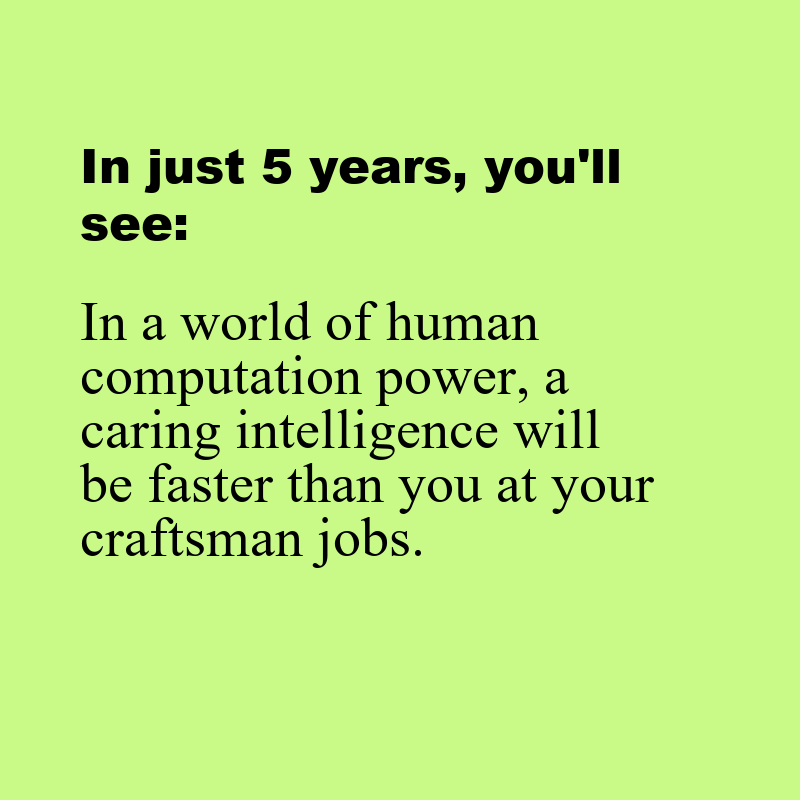 In just 5 years, you'll
see:
In a world of human
computation power, a
caring intelligence will
be faster than you at your
craftsman jobs.